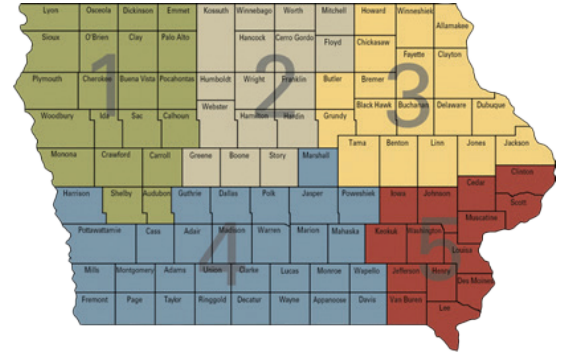 Lyon Osceola Dickinson Emmet Kossuth Winnebago Worth Mitchell Howard Winneshiek
Allamakee
Sioux O'Brien Clay Palo Alto Hancock Cerro Gordo Floyd Chickasaw
Fayette Clayton
Plymouth Cherokee Buena Vista Pocahontas Humboldt Wright Franklin Butler Bremer
1 2 3
Webster Black Hawk Buchanan Delaware Dubuque
Woodbury Ida Sac Calhoun Hamilton Hardin Grundy
Tama Benton Linn Jones Jackson
Monona Crawford Carroll Greene Boone Story Marshall
Clinton
Cedar
Harrison Shelby Audubon Guthrie Dallas Polk Jasper Poweshiek Iowa Johnson
Scott
Muscatine
Pottawattamie Cass Adair Madison Warren Marion Mahaska Keokuk Washington
4 5
Louisa
Mills Montgomery Adams Union Clarke Lucas Monroe Wapello Jefferson Henry
Des Moines
Fremont Page Taylor Ringgold Decatur Wayne Appanoose Davis Van Buren
Lee